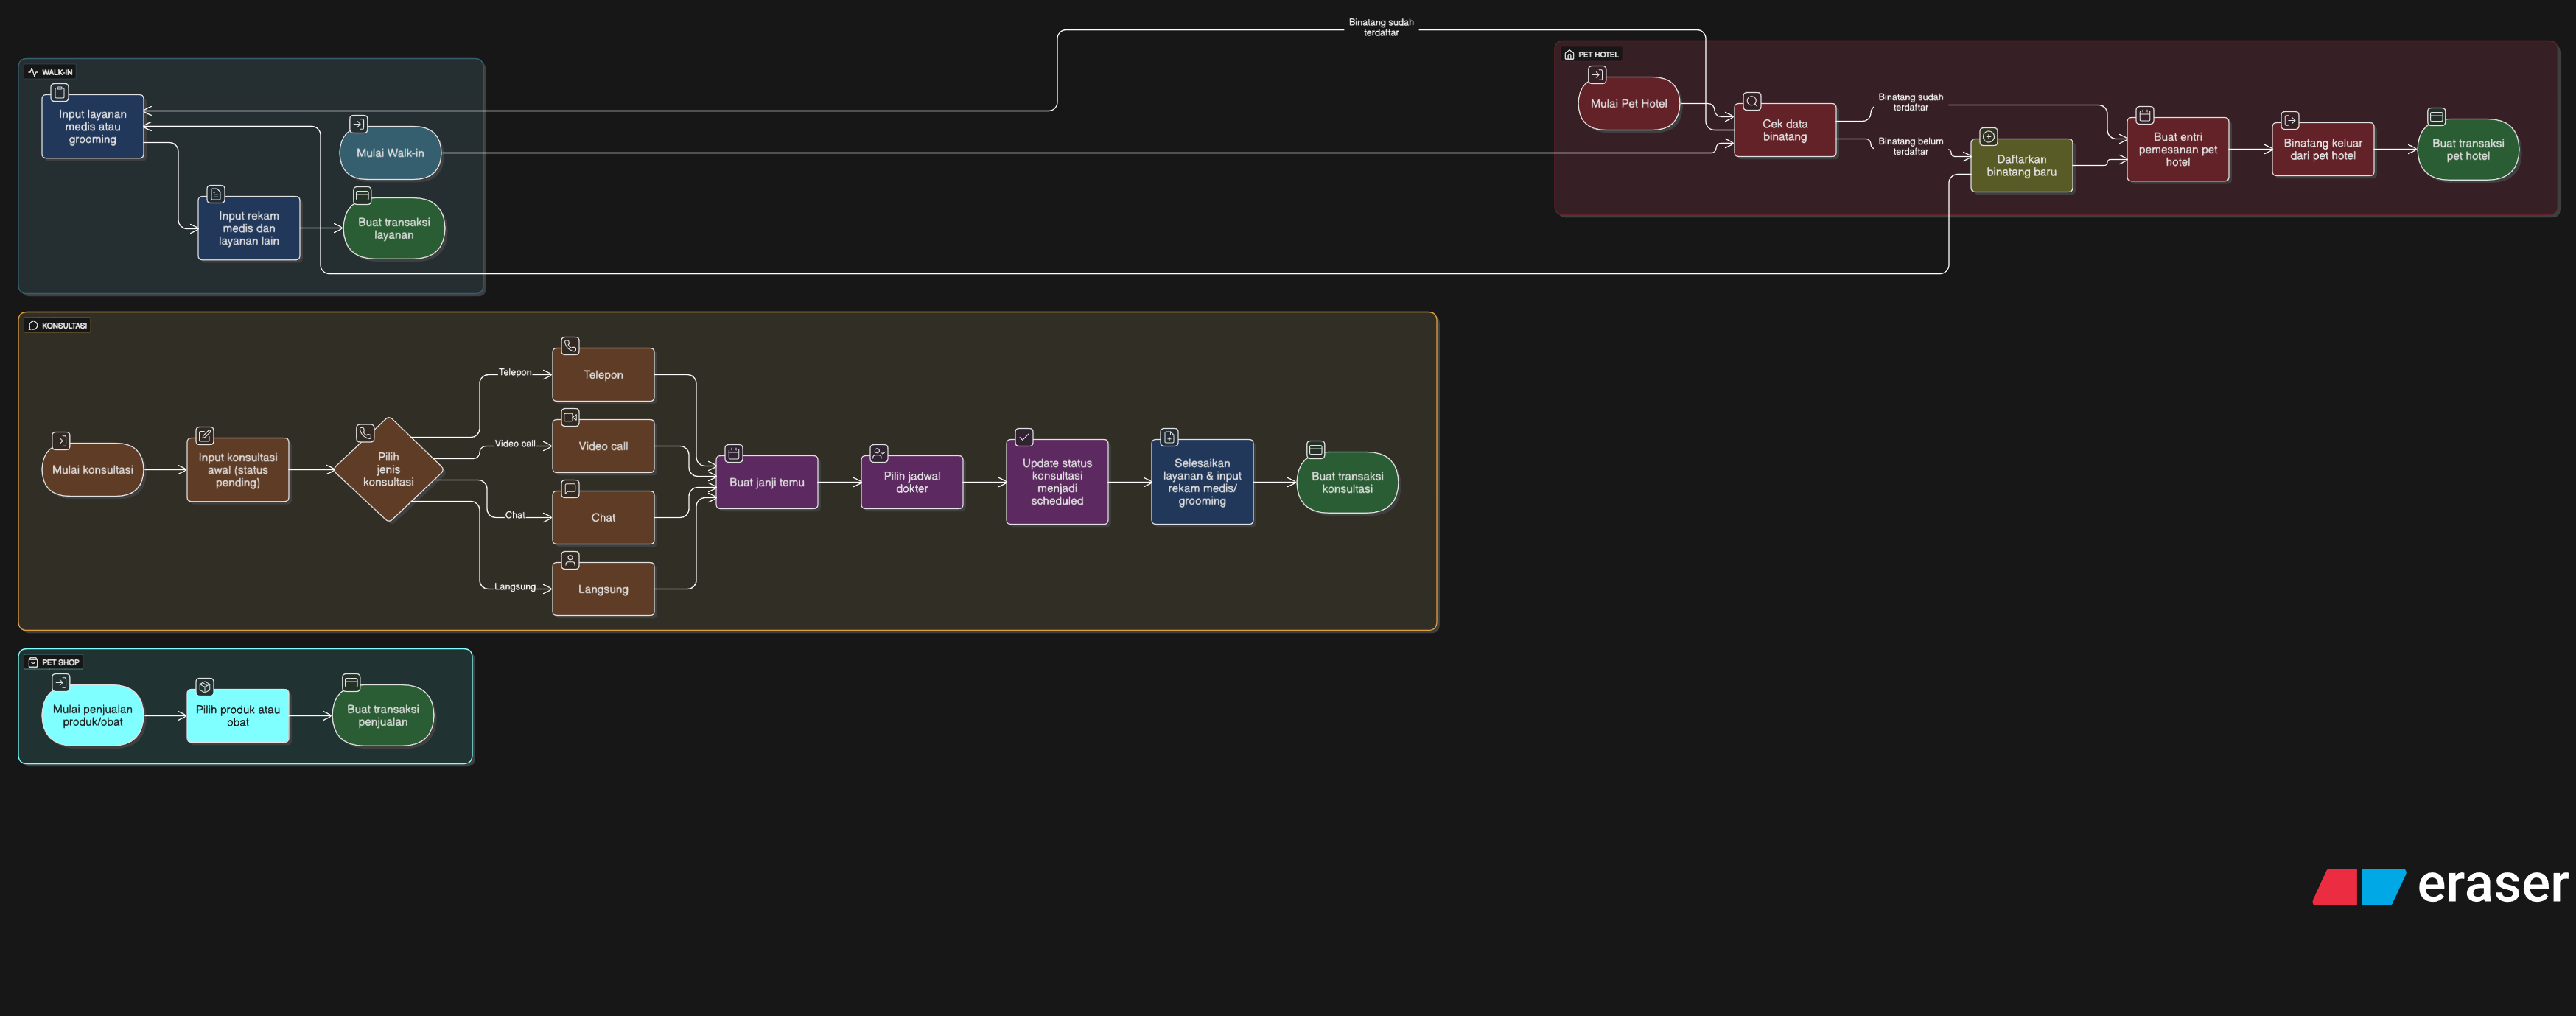 Binatang sudah
terdaftar
WALK-IN
Input layanan
medis atau
grooming
Mulai Walk-in
Input rekam
medis dan
layanan lain
Buat transaksi
layanan
PET HOTEL
Mulai Pet Hotel
Cek data
binatang
Binatang sudah
terdaftar
Binatang belum
terdaftar
Daftarkan
binatang baru
Buat entri
pemesanan pet
hotel
Binatang keluar
dari pet hotel
Buat transaksi
pet hotel
KONSULTASI
Mulai konsultasi
Input konsultasi
awal (status
pending)
Pilih
jenis
konsultasi
Telepon
Video call
Chat
Langsung
Telepon
Video call
Chat
Langsung
Buat janji temu
Pilih jadwal
dokter
Update status
konsultasi
menjadi
scheduled
Selesaikan
layanan & input
rekam medis/
grooming
Buat transaksi
konsultasi
PET SHOP
Mulai penjualan
produk/obat
Pilih produk atau
obat
Buat transaksi
penjualan
eraser